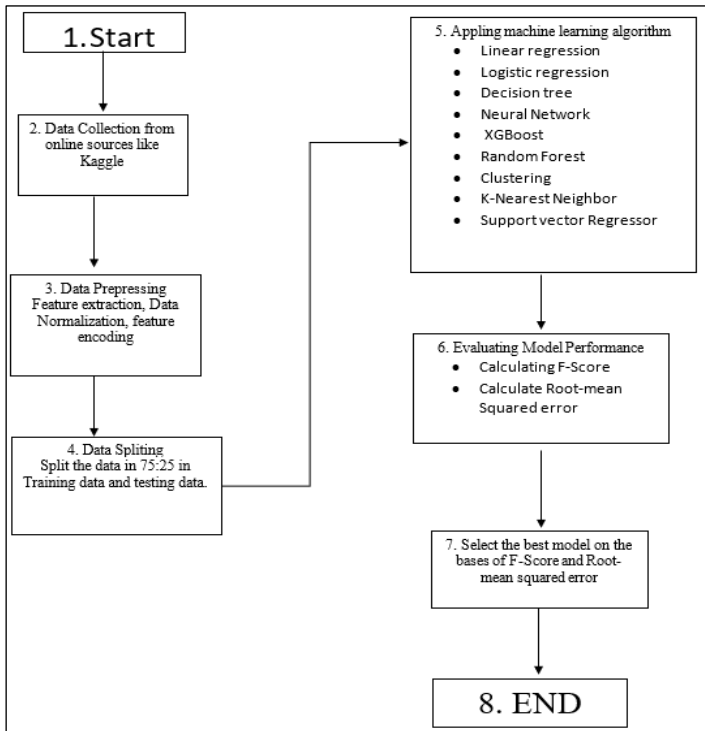 1.Start
2. Data Collection from
online sources like
Kaggle
3. Data Prepressing
Feature extraction, Data
Normalization, feature
encoding
4. Data Spliting
Split the data in 75:25 in
Training data and testing data.
5. Appling machine learning algorithm
• Linear regression
• Logistic regression
• Decision tree
• Neural Network
• XGBoost
• Random Forest
• Clustering
• K-Nearest Neighbor
• Support vector Regressor
6. Evaluating Model Performance
• Calculating F-Score
• Calculate Root-mean
Squared error
7. Select the best model on the
bases of F-Score and Root-
mean squared error
8. END